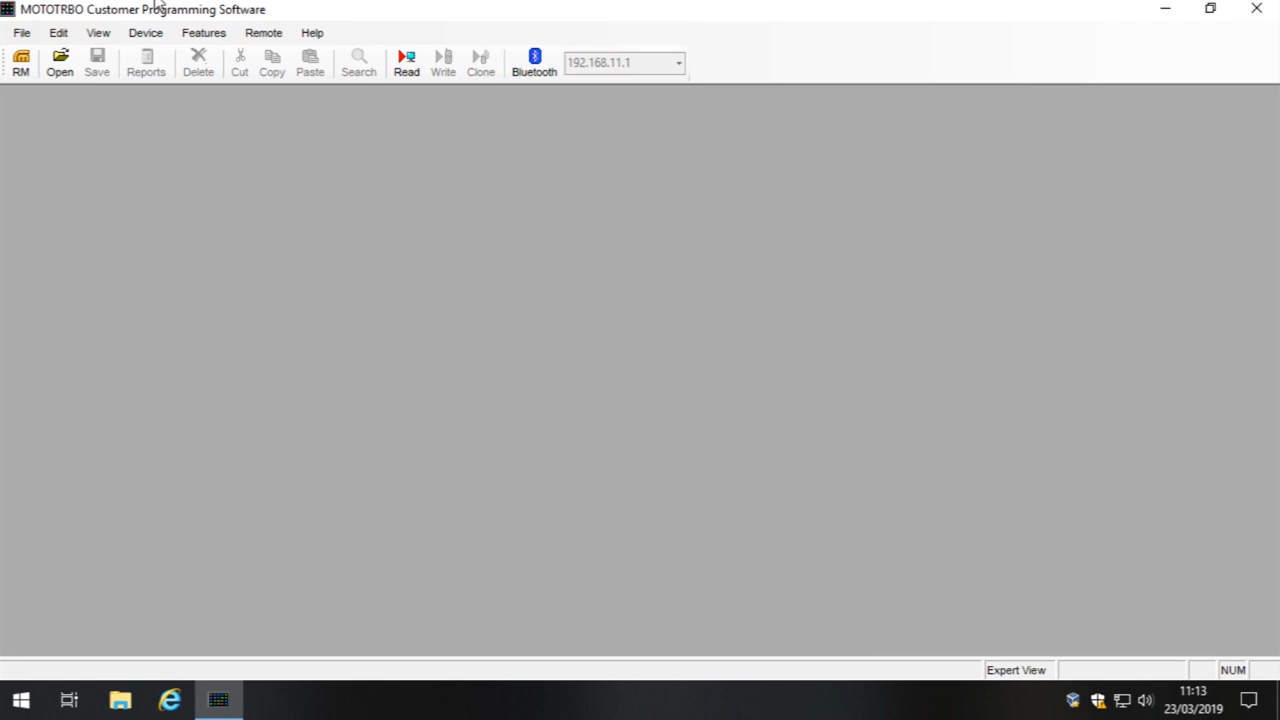 MOTOTRBO Customer Programming Software
File Edit View Device Features Remote Help
RM Open Save Reports Delete Cut Copy Paste Search Read Write Clone Bluetooth 192.168.11.1
Expert View NUM
11:13
23/03/2019